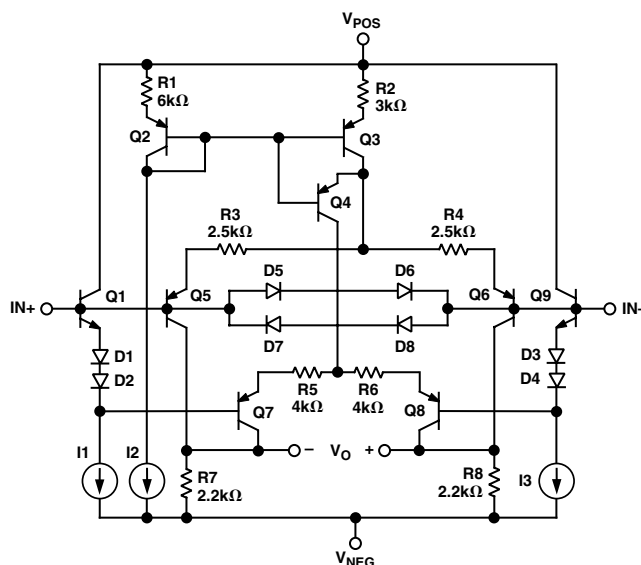 VPOS
R1
6kΩ
R2
3kΩ
Q2
Q3
Q4
R3
2.5kΩ
R4
2.5kΩ
D5
D6
IN+
Q1
Q5
Q6
Q9
IN–
D7
D8
D1
D2
D3
D4
R5
4kΩ
R6
4kΩ
Q7
Q8
I1
I2
– VO +
R7
2.2kΩ
R8
2.2kΩ
I3
VNEG